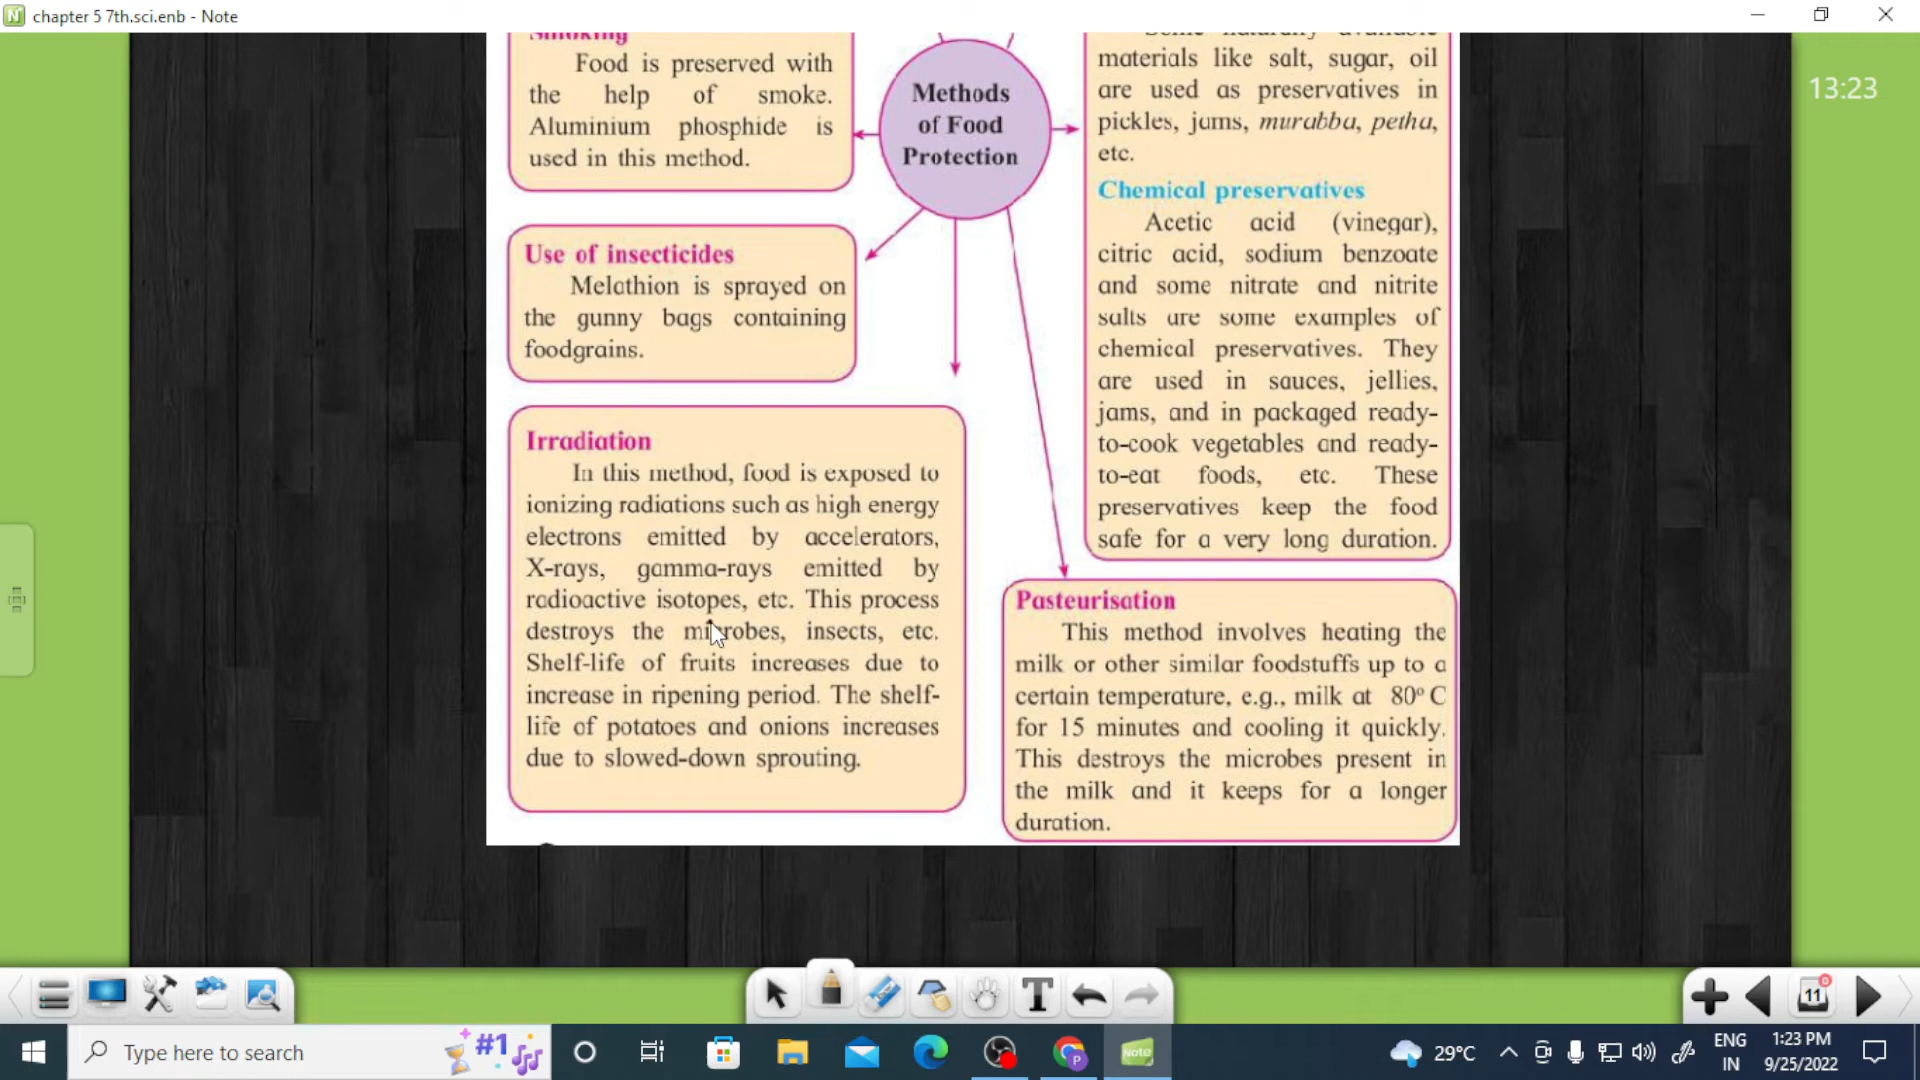 chapter 5 7th.sci.enb - Note
13:23
Smoking
Food is preserved with
the help of smoke.
Aluminium phosphide is
used in this method.
Use of insecticides
Melathion is sprayed on
the gunny bags containing
foodgrains.
Irradiation
In this method, food is exposed to
ionizing radiations such as high energy
electrons emitted by accelerators,
X-rays, gamma-rays emitted by
radioactive isotopes, etc. This process
destroys the microbes, insects, etc.
Shelf-life of fruits increases due to
increase in ripening period. The shelf-
life of potatoes and onions increases
due to slowed-down sprouting.
Methods
of Food
Protection
Some naturally available
materials like salt, sugar, oil
are used as preservatives in
pickles, jams, murabba, petha,
etc.
Chemical preservatives
Acetic acid (vinegar),
citric acid, sodium benzoate
and some nitrate and nitrite
salts are some examples of
chemical preservatives. They
are used in sauces, jellies,
jams, and in packaged ready-
to-cook vegetables and ready-
to-eat foods, etc. These
preservatives keep the food
safe for a very long duration.
Pasteurisation
This method involves heating the
milk or other similar foodstuffs up to a
certain temperature, e.g., milk at 80° C
for 15 minutes and cooling it quickly.
This destroys the microbes present in
the milk and it keeps for a longer
duration.
T
11
0
Type here to search
#1
P
Note
29°C
ENG
IN
1:23 PM
9/25/2022